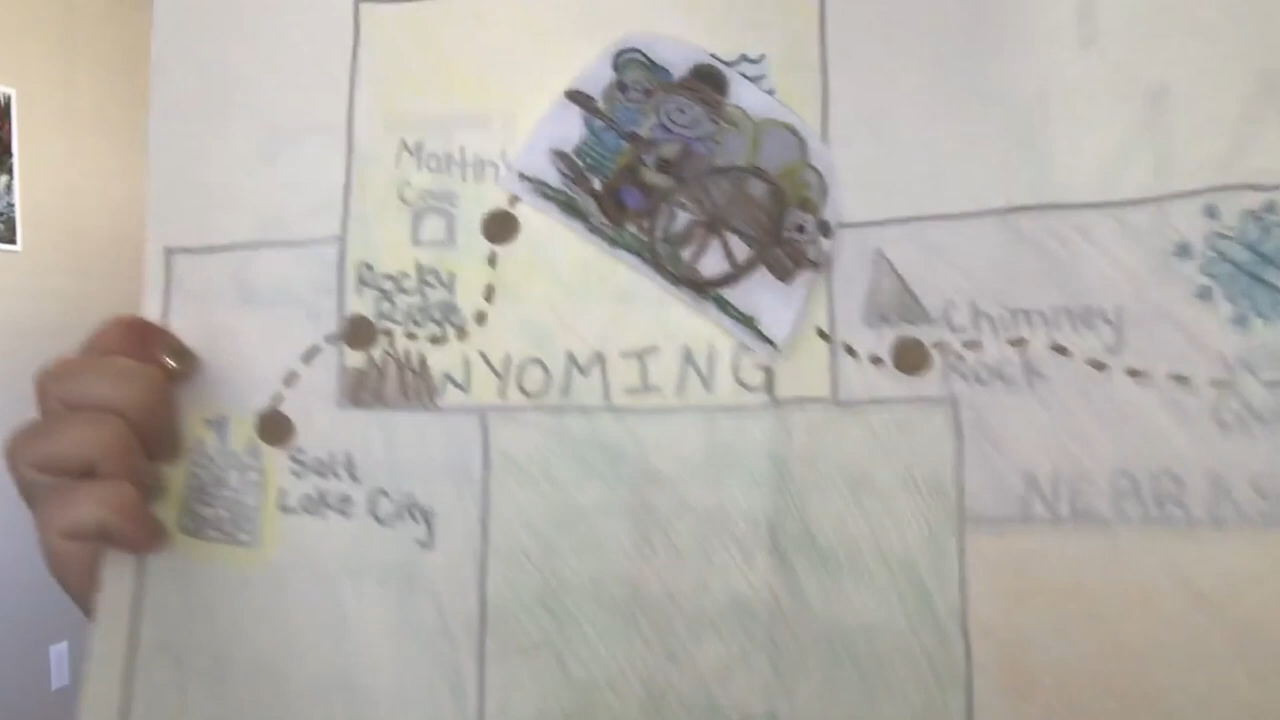 Martin's
Cove
Rocky
Ridge
WYOMING
Chimney
Rock
Salt
Lake City